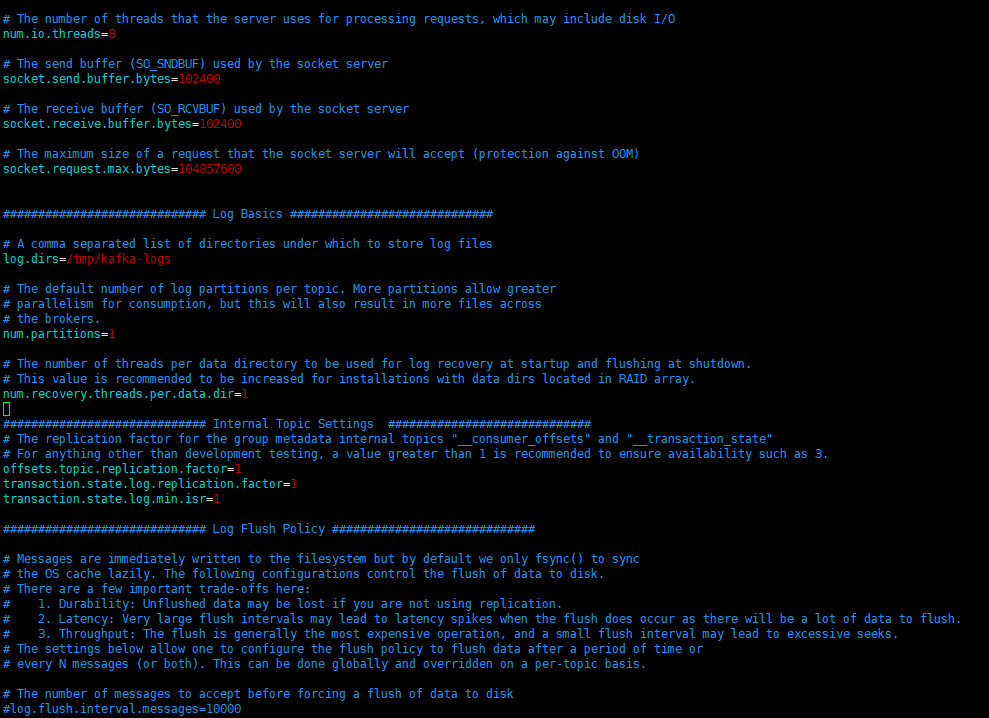 # The number of threads that the server uses for processing requests, which may include disk I/O
num.io.threads=8
# The send buffer (SO_SNDBUF) used by the socket server
socket.send.buffer.bytes=102400
# The receive buffer (SO_RCVBUF) used by the socket server
socket.receive.buffer.bytes=102400
# The maximum size of a request that the socket server will accept (protection against OOM)
socket.request.max.bytes=104857600
############################# Log Basics #############################
# A comma separated list of directories under which to store log files
log.dirs=/tmp/kafka-logs
# The default number of log partitions per topic. More partitions allow greater
# parallelism for consumption, but this will also result in more files across
# the brokers.
num.partitions=1
# The number of threads per data directory to be used for log recovery at startup and flushing at shutdown.
# This value is recommended to be increased for installations with data dirs located in RAID array.
num.recovery.threads.per.data.dir=1
############################# Internal Topic Settings  #############################
# The replication factor for the group metadata internal topics "__consumer_offsets" and "__transaction_state"
# For anything other than development testing, a value greater than 1 is recommended to ensure availability such as 3.
offsets.topic.replication.factor=1
transaction.state.log.replication.factor=1
transaction.state.log.min.isr=1
############################# Log Flush Policy #############################
# Messages are immediately written to the filesystem but by default we only fsync() to sync
# the OS cache lazily. The following configurations control the flush of data to disk.
# There are a few important trade-offs here:
#    1. Durability: Unflushed data may be lost if you are not using replication.
#    2. Latency: Very large flush intervals may lead to latency spikes when the flush does occur as there will be a lot of data to flush.
#    3. Throughput: The flush is generally the most expensive operation, and a small flush interval may lead to excessive seeks.
# The settings below allow one to configure the flush policy to flush data after a period of time or
# every N messages (or both). This can be done globally and overridden on a per-topic basis.
# The number of messages to accept before forcing a flush of data to disk
#log.flush.interval.messages=10000